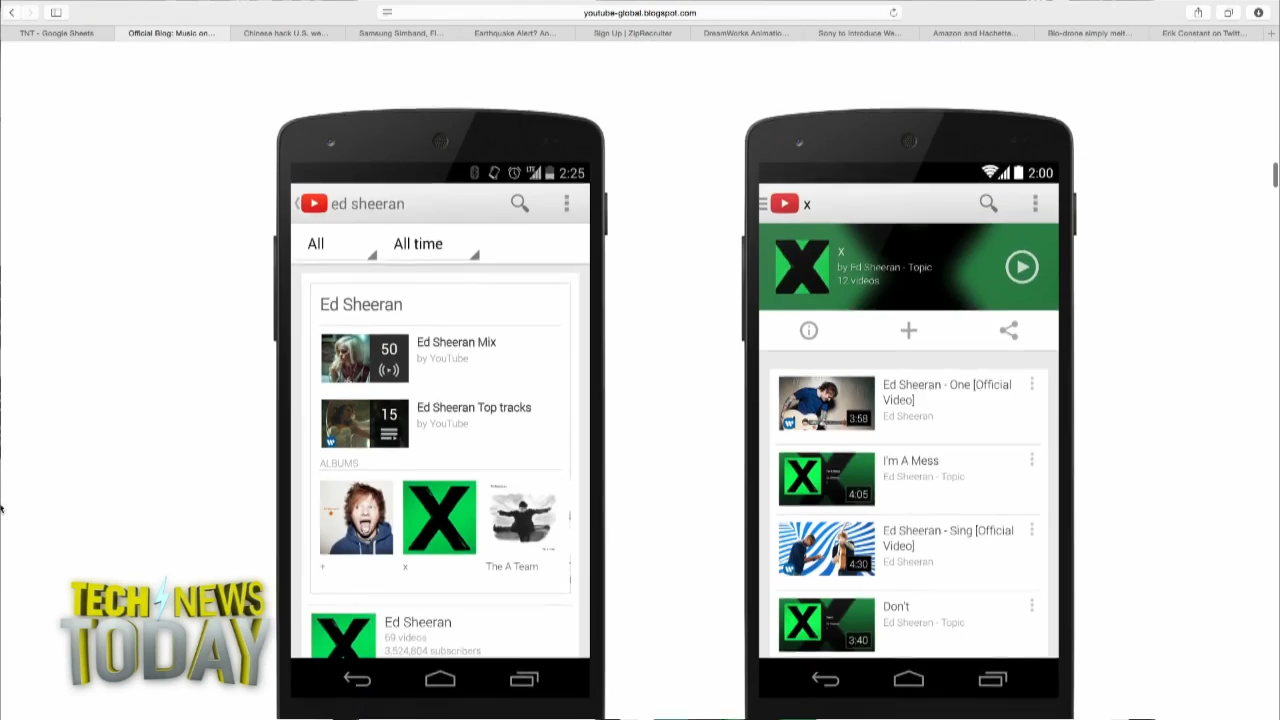 youtube-global.blogspot.com
TNT - Google Sheets
Official Blog: Music on...
Chinese hack U.S. we...
Samsung Simband, Fl...
Earthquake Alert? An...
Sign Up | ZipRecruiter
DreamWorks Animatio...
Sony to Introduce We...
Amazon and Hachette...
Bio-drone simply melt...
Erik Constant on Twitt...
LTE 2:25
ed sheeran
All
All time
Ed Sheeran
50
Ed Sheeran Mix
by YouTube
15
Ed Sheeran Top tracks
by YouTube
ALBUMS
+
x
The A Team
Ed Sheeran
69 videos
3,524,804 subscribers
2:00
x
X
by Ed Sheeran - Topic
12 videos
Ed Sheeran - One [Official
Video]
Ed Sheeran
3:58
I'm A Mess
Ed Sheeran - Topic
4:05
Ed Sheeran - Sing [Official
Video]
Ed Sheeran
4:30
Don't
Ed Sheeran - Topic
3:40
TECH NEWS
TODAY